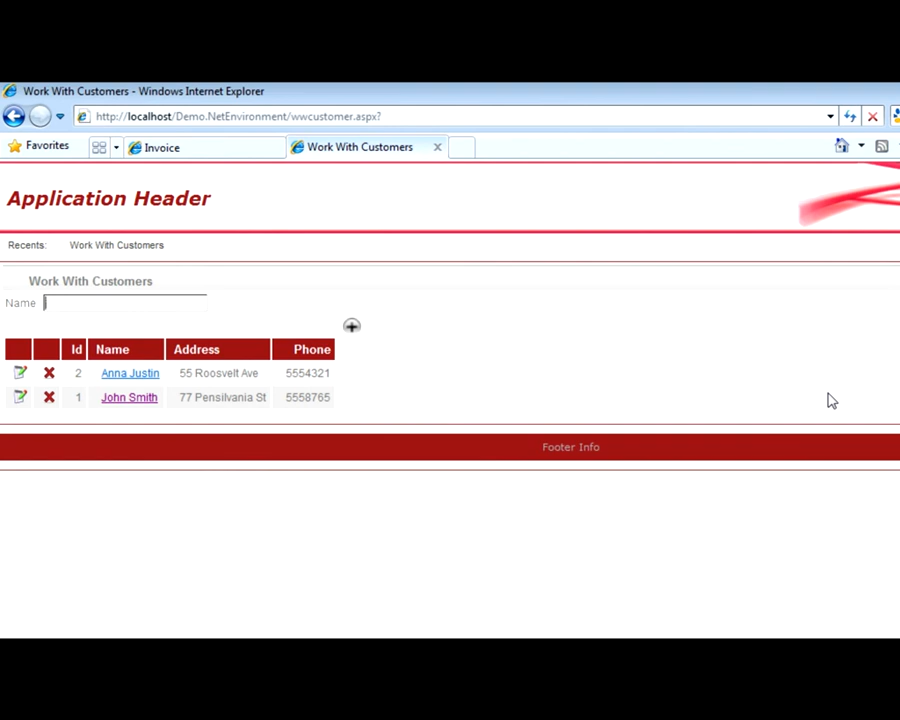 Work With Customers - Windows Internet Explorer
http://localhost/Demo.NetEnvironment/wwcustomer.aspx?
Favorites Invoice Work With Customers
Application Header
Recents: Work With Customers
Work With Customers
Name
Id Name Address Phone
2 Anna Justin 55 Roosvelt Ave 5554321
1 John Smith 77 Pensilvania St 5558765
Footer Info